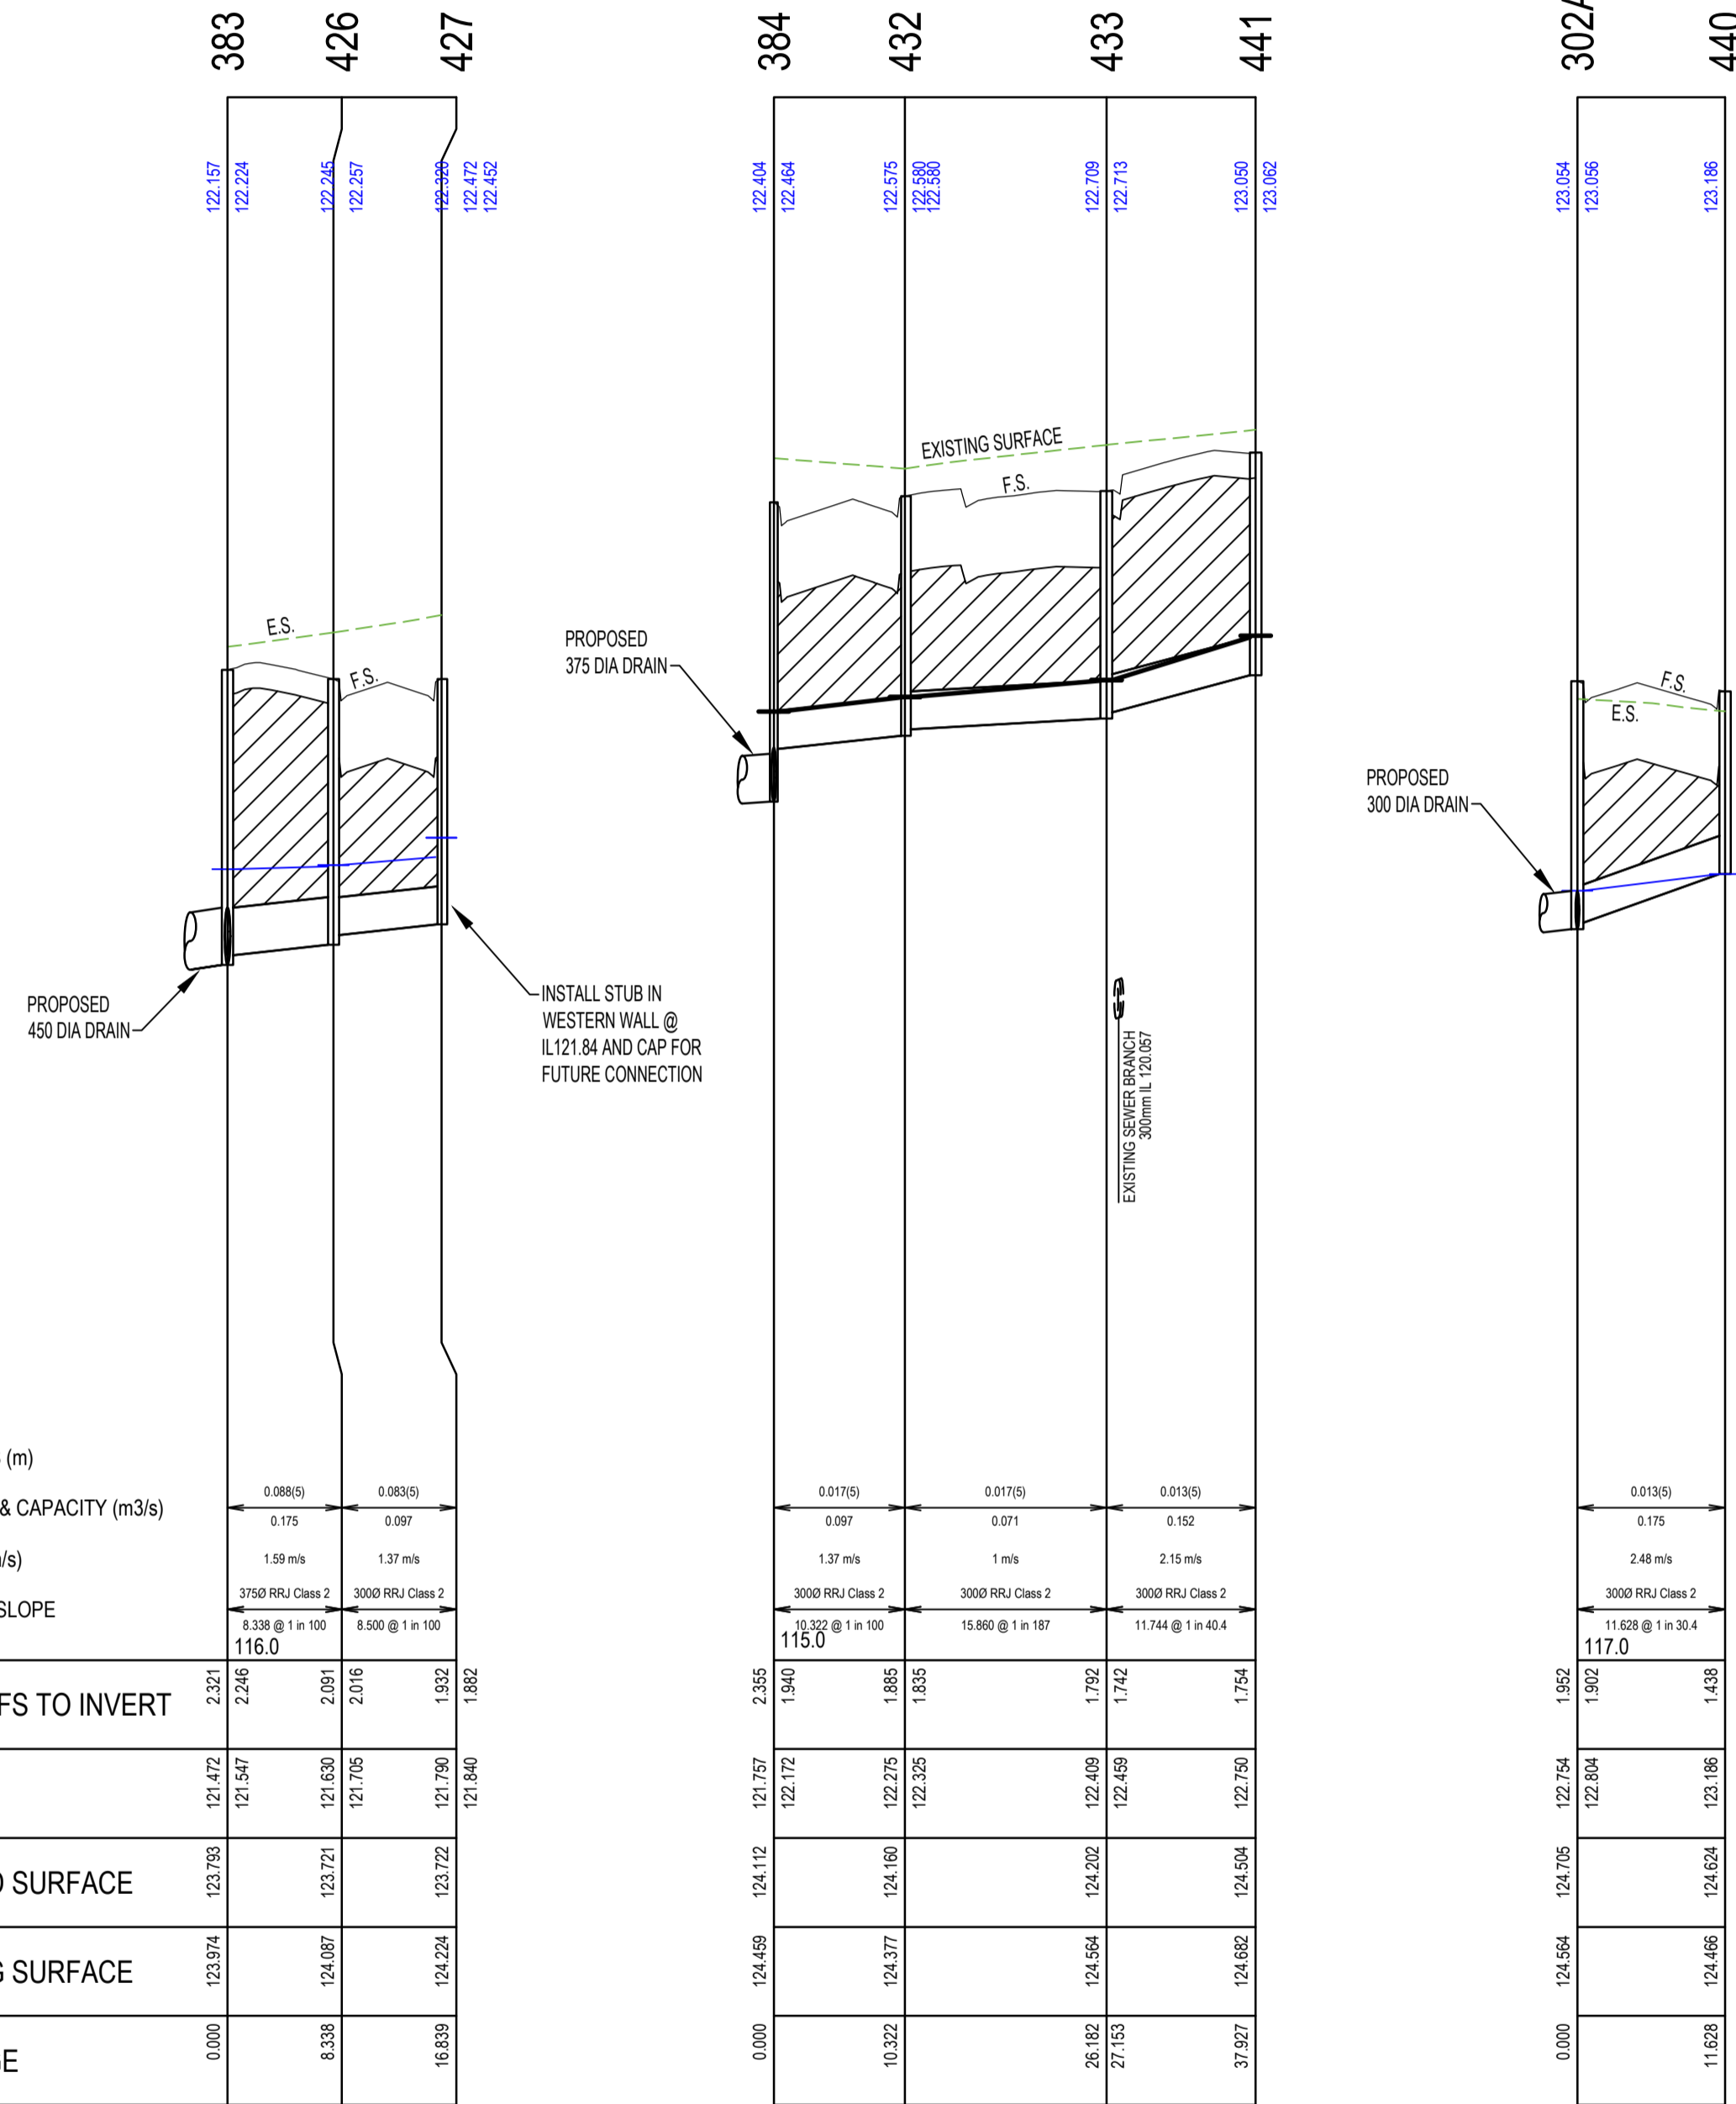 383
426
427
384
432
433
441
302A
440
122.157
122.224
122.245
122.257
122.320
122.472
122.452
122.404
122.464
122.575
122.580
122.580
122.709
122.713
123.050
123.062
123.054
123.056
123.186
EXISTING SURFACE
F.S.
E.S.
F.S.
F.S.
E.S.
PROPOSED
375 DIA DRAIN
PROPOSED
300 DIA DRAIN
PROPOSED
450 DIA DRAIN
INSTALL STUB IN
WESTERN WALL @
IL121.84 AND CAP FOR
FUTURE CONNECTION
EXISTING SEWER BRANCH
300mm IL 120.057
(m)
& CAPACITY (m3/s)
/s)
SLOPE
0.088(5)
0.083(5)
0.017(5)
0.017(5)
0.013(5)
0.013(5)
0.175
0.097
0.097
0.071
0.152
0.175
1.59 m/s
1.37 m/s
1.37 m/s
1 m/s
2.15 m/s
2.48 m/s
375Ø RRJ Class 2
300Ø RRJ Class 2
300Ø RRJ Class 2
300Ø RRJ Class 2
300Ø RRJ Class 2
300Ø RRJ Class 2
8.338 @ 1 in 100
8.500 @ 1 in 100
10.322 @ 1 in 100
15.860 @ 1 in 187
11.744 @ 1 in 40.4
11.628 @ 1 in 30.4
116.0
115.0
117.0
FS TO INVERT
2.321
2.246
2.091
2.016
1.932
1.882
2.355
1.940
1.885
1.835
1.792
1.742
1.754
1.952
1.902
1.438
121.472
121.547
121.630
121.705
121.790
121.840
121.757
122.172
122.275
122.325
122.409
122.459
122.750
122.754
122.804
123.186
SURFACE
123.793
123.721
123.722
124.112
124.160
124.202
124.504
124.705
124.624
SURFACE
123.974
124.087
124.224
124.459
124.377
124.564
124.682
124.564
124.466
GE
0.000
8.338
16.839
0.000
10.322
26.182
27.153
37.927
0.000
11.628